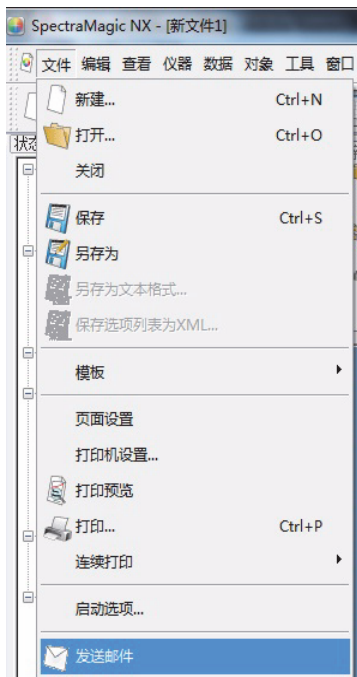 SpectraMagic NX - [新文件1]
文件 编辑 查看 仪器 数据 对象 工具 窗口
新建... Ctrl+N
打开... Ctrl+O
状态
关闭
保存 Ctrl+S
另存为
另存为文本格式...
保存选项列表为XML...
模板
页面设置
打印机设置...
打印预览
打印... Ctrl+P
连续打印
启动选项...
发送邮件